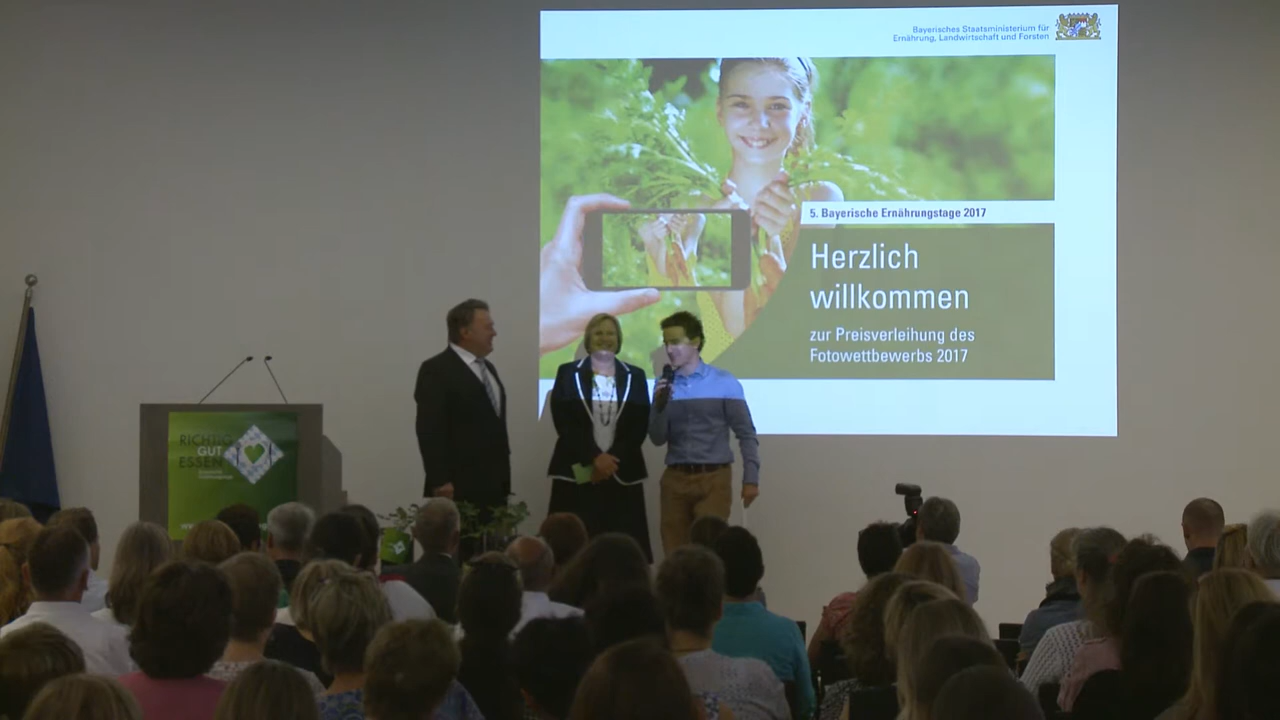 Bayerisches Staatsministerium für
Ernährung, Landwirtschaft und Forsten
5. Bayerische Ernährungstage 2017
Herzlich
willkommen
zur Preisverleihung des
Fotowettbewerbs 2017
RICHTIG
GUT
ESSEN